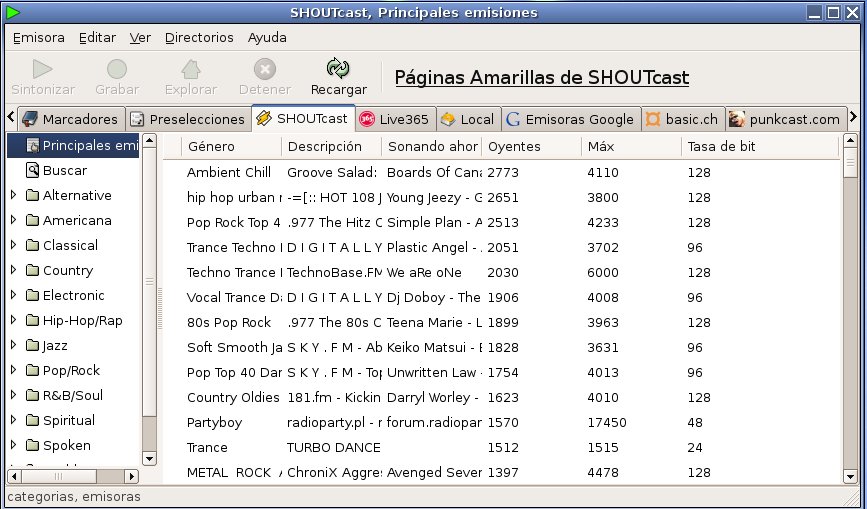 SHOUTcast, Principales emisiones
Emisora Editar Ver Directorios Ayuda
Sintonizar Grabar Explorar Detener Recargar Páginas Amarillas de SHOUTcast
Marcadores Preselecciones SHOUTcast Live365 Local Emisoras Google basic.ch punkcast.com
Principales emi Género Descripción Sonando ahor Oyentes Máx Tasa de bit
Buscar Ambient Chill Groove Salad: Boards Of Cana 2773 4110 128
Alternative hip hop urban -=[:: HOT 108 J Young Jeezy - G 2651 3800 128
Americana Pop Rock Top 4 .977 The Hitz C Simple Plan - A 2513 4233 128
Classical Trance Techno D I G I T A L L Y Plastic Angel - 2051 3702 96
Country Techno Trance TechnoBase.FM We aRe oNe 2030 6000 128
Electronic Vocal Trance D D I G I T A L L Y Dj Doboy - The 1906 4008 96
Hip-Hop/Rap 80s Pop Rock .977 The 80s C Teena Marie - L 1899 3963 128
Jazz Soft Smooth Ja S K Y . F M - Ab Keiko Matsui - 1828 3631 96
Pop/Rock Pop Top 40 Dar S K Y . F M - Top Unwritten Law - 1754 4013 96
R&B/Soul Country Oldies 181.fm - Kickin Darryl Worley - 1623 4010 128
Spiritual Partyboy radioparty.pl - forum.radiopar 1570 17450 48
Spoken Trance TURBO DANCE 1512 1515 24
METAL ROCK ChroniX Aggre Avenged Seve 1397 4478 128
categorias, emisoras